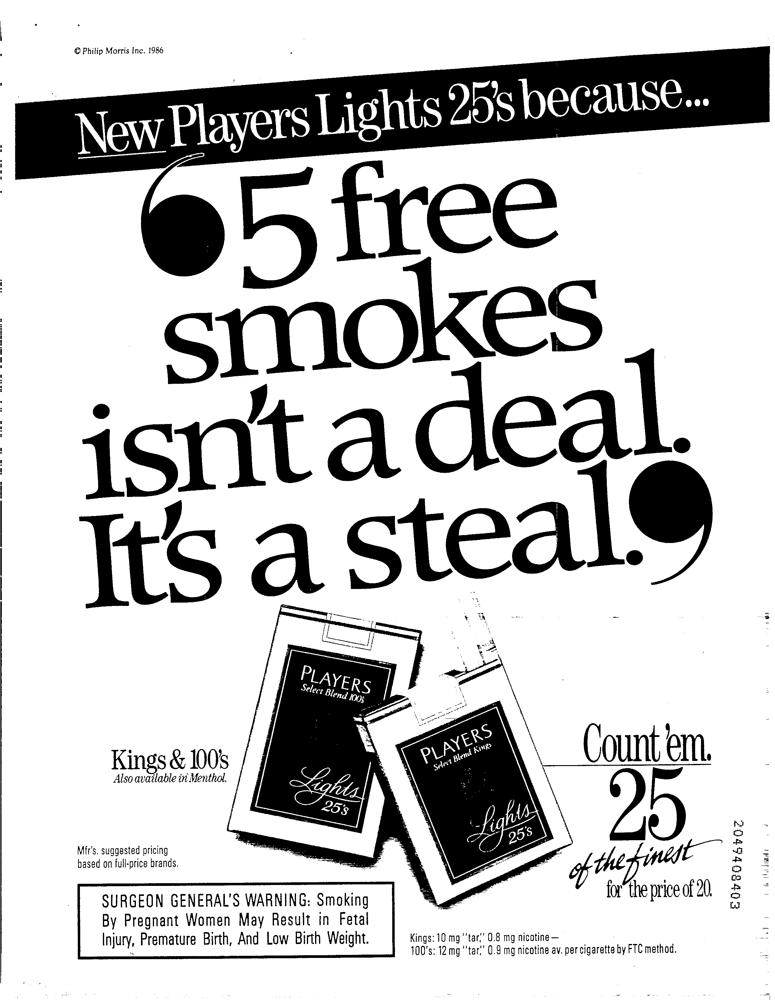 © Philip Morris Inc. 1986
New Players Lights 25's because...
‘5 free
smokes
isn't a deal.
It's a steal.’
PLAYERS
Select Blend 100s
Lights
25's
PLAYERS
Select Blend Kings
Lights
25's
Kings & 100's
Also available in Menthol.
Count 'em.
25
of the finest
for the price of 20.
Mfr's. suggested pricing
based on full-price brands.
SURGEON GENERAL'S WARNING: Smoking
By Pregnant Women May Result in Fetal
Injury, Premature Birth, And Low Birth Weight.
Kings: 10 mg "tar," 0.8 mg nicotine—
100's: 12 mg "tar," 0.9 mg nicotine av. per cigarette by FTC method.
2049408403